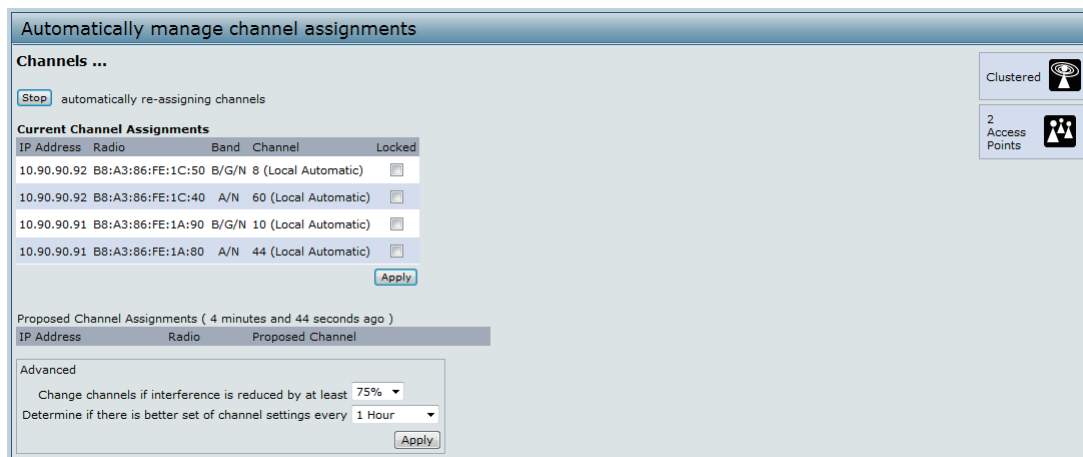 Automatically manage channel assignments
Channels ...
Clustered
Stop automatically re-assigning channels
2
Access
Points
Current Channel Assignments
IP Address Radio Band Channel Locked
10.90.90.92 B8:A3:86:FE:1C:50 B/G/N 8 (Local Automatic)
10.90.90.92 B8:A3:86:FE:1C:40 A/N 60 (Local Automatic)
10.90.90.91 B8:A3:86:FE:1A:90 B/G/N 10 (Local Automatic)
10.90.90.91 B8:A3:86:FE:1A:80 A/N 44 (Local Automatic)
Apply
Proposed Channel Assignments ( 4 minutes and 44 seconds ago )
IP Address Radio Proposed Channel
Advanced
Change channels if interference is reduced by at least 75%
Determine if there is better set of channel settings every 1 Hour
Apply